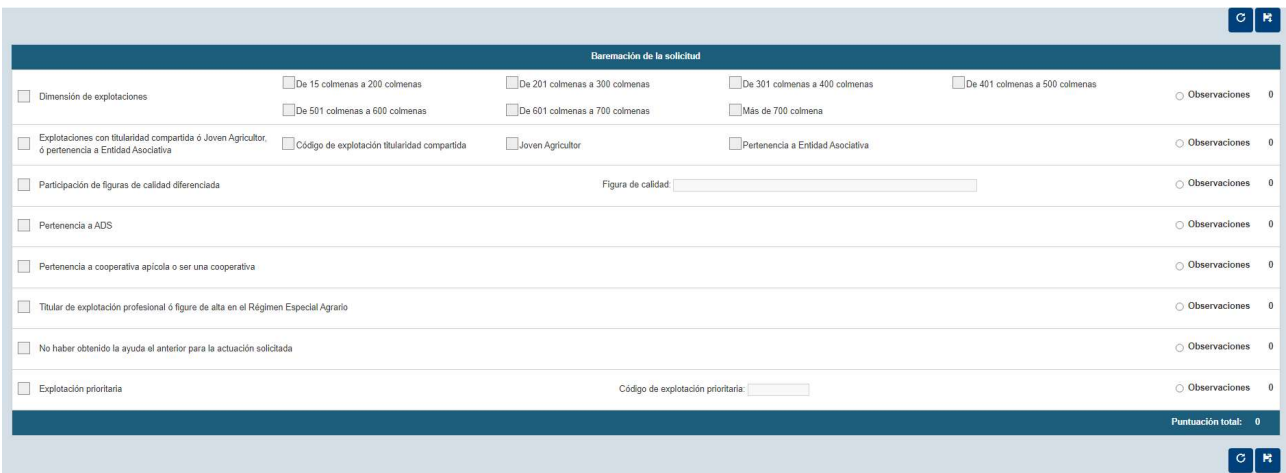 Baremación de la solicitud
De 15 colmenas a 200 colmenas De 201 colmenas a 300 colmenas De 301 colmenas a 400 colmenas De 401 colmenas a 500 colmenas
Dimensión de explotaciones Observaciones 0
De 501 colmenas a 600 colmenas De 601 colmenas a 700 colmenas Más de 700 colmena
Explotaciones con titularidad compartida ó Joven Agricultor,
ó pertenencia a Entidad Asociativa Código de explotación titularidad compartida Joven Agricultor Pertenencia a Entidad Asociativa Observaciones 0
Participación de figuras de calidad diferenciada Figura de calidad: Observaciones 0
Pertenencia a ADS Observaciones 0
Pertenencia a cooperativa apícola o ser una cooperativa Observaciones 0
Titular de explotación profesional ó figure de alta en el Régimen Especial Agrario Observaciones 0
No haber obtenido la ayuda el anterior para la actuación solicitada Observaciones 0
Explotación prioritaria Código de explotación prioritaria: Observaciones 0
Puntuación total: 0